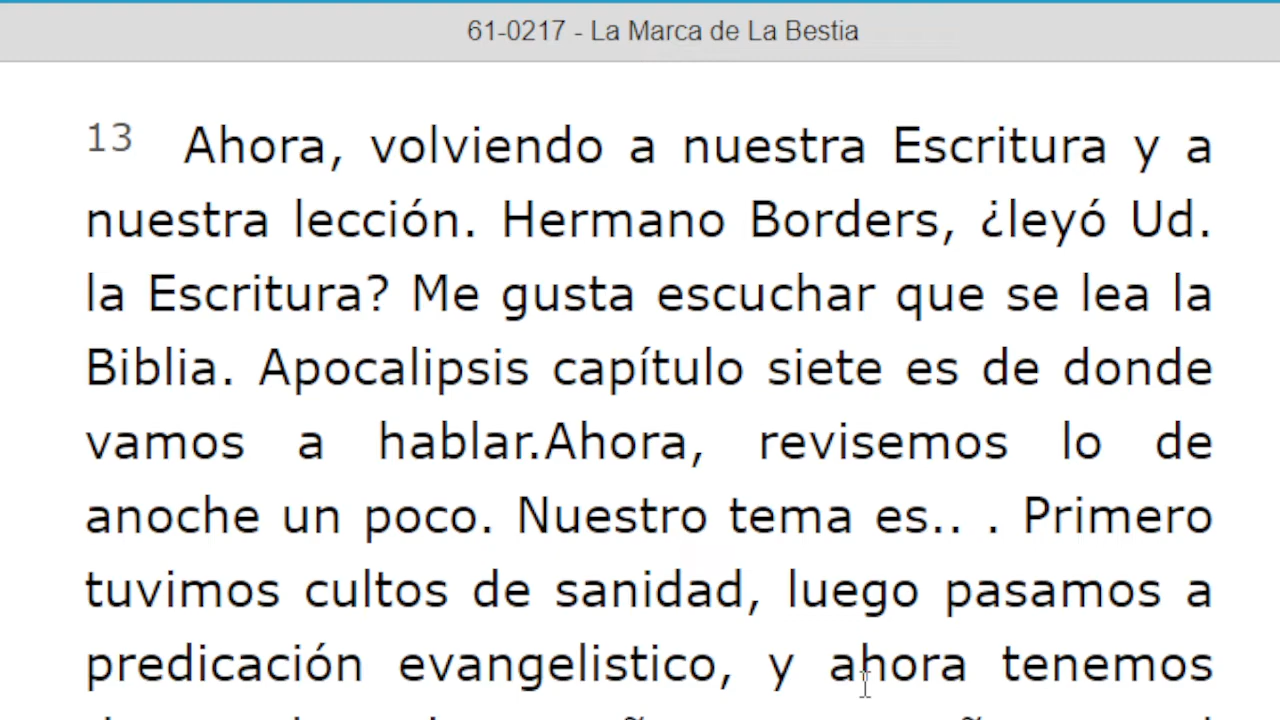 61-0217 - La Marca de La Bestia
13 Ahora, volviendo a nuestra Escritura y a
nuestra lección. Hermano Borders, ¿leyó Ud.
la Escritura? Me gusta escuchar que se lea la
Biblia. Apocalipsis capítulo siete es de donde
vamos a hablar.Ahora, revisemos lo de
anoche un poco. Nuestro tema es.. . Primero
tuvimos cultos de sanidad, luego pasamos a
predicación evangelistico, y ahora tenemos